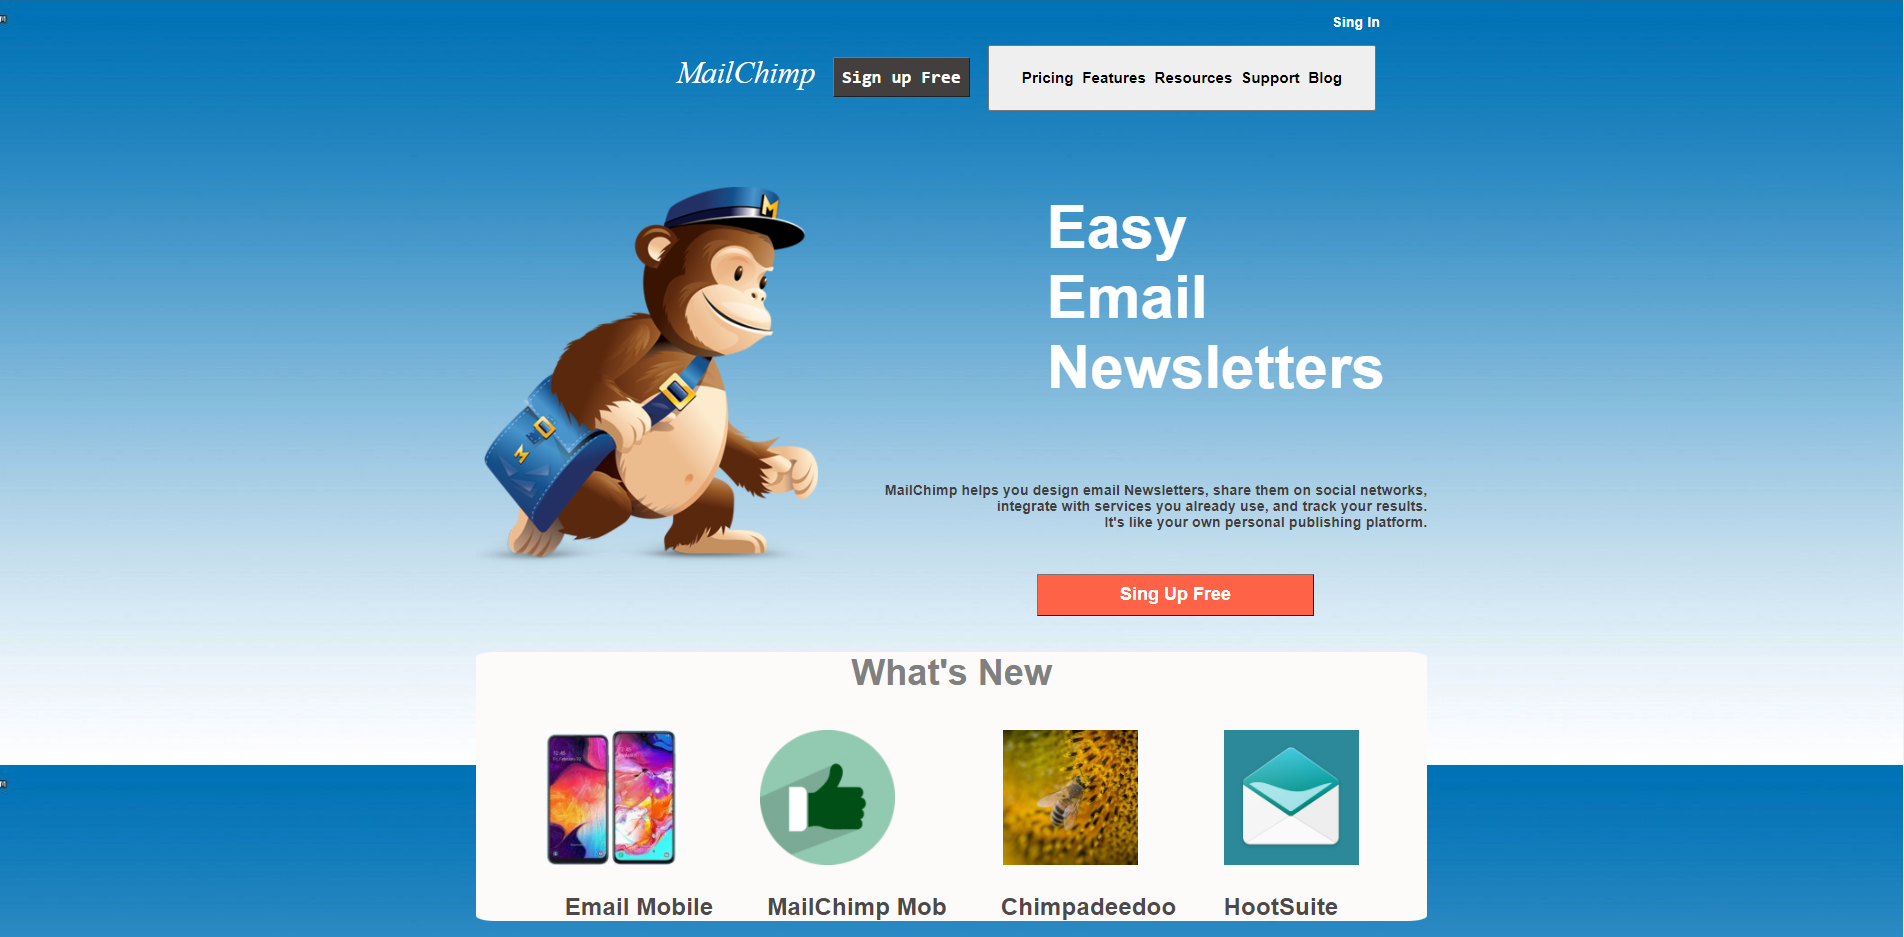 Sing In
MailChimp
Sign up Free
Pricing Features Resources Support Blog
M
Easy
Email
Newsletters
M
MailChimp helps you design email Newsletters, share them on social networks,
integrate with services you already use, and track your results.
It's like your own personal publishing platform.
Sing Up Free
What's New
Email Mobile
MailChimp Mob
Chimpadeedoo
HootSuite